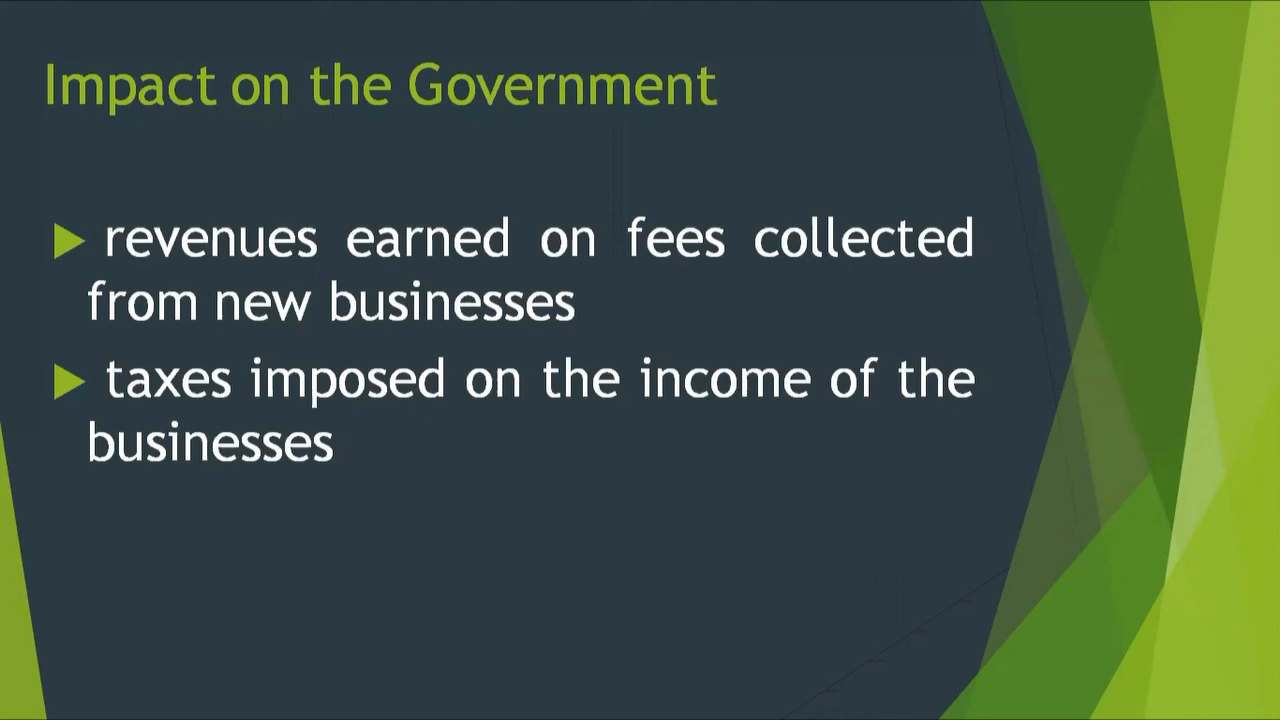 Impact on the Government
revenues earned on fees collected
from new businesses
taxes imposed on the income of the
businesses